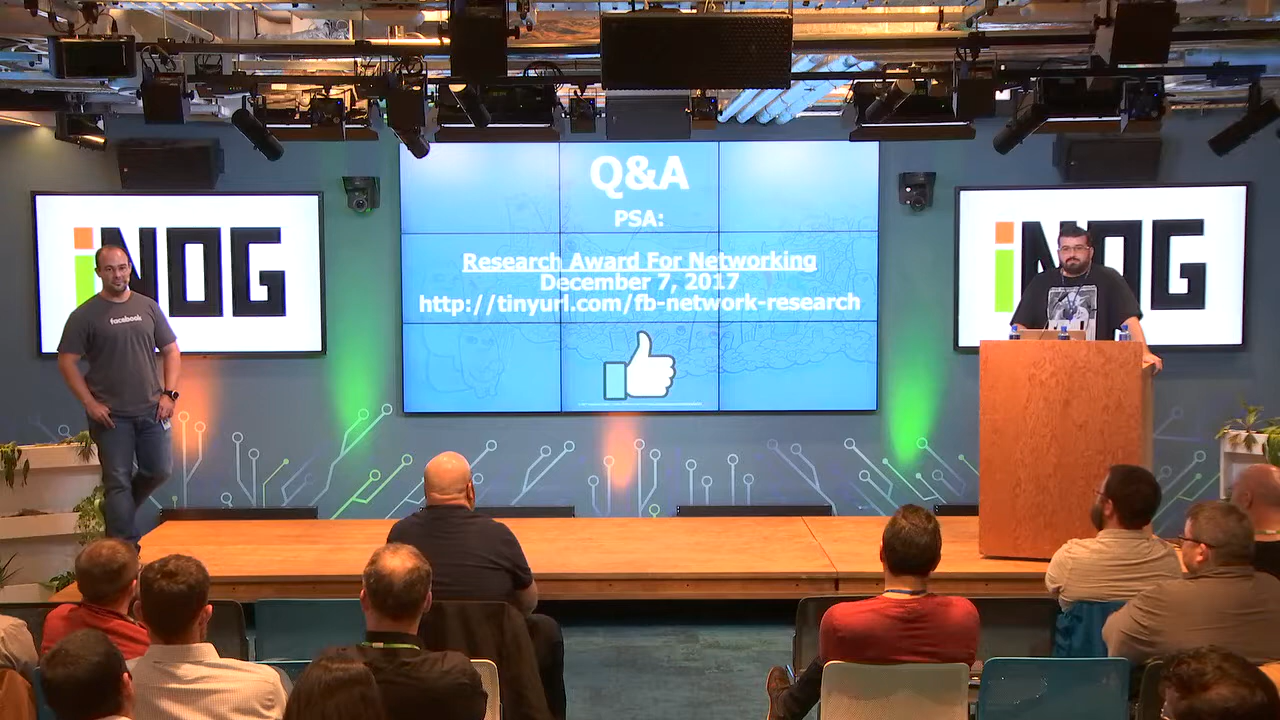 Q&A
PSA:
Research Award For Networking
December 7, 2017
http://tinyurl.com/fb-network-research
iNOG
facebook
iNOG